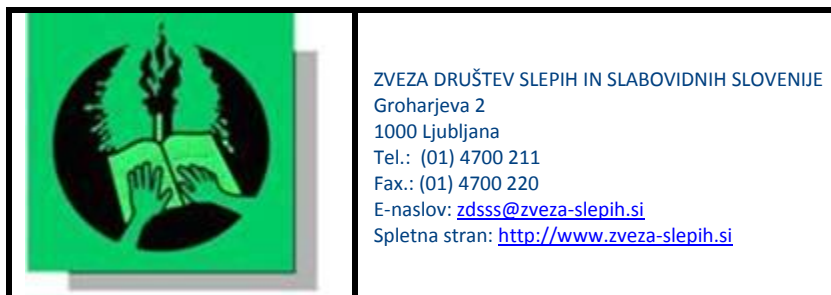 ZVEZA DRUŠTEV SLEPIH IN SLABOVIDNIH SLOVENIJE
Groharjeva 2
1000 Ljubljana
Tel.: (01) 4700 211
Fax.: (01) 4700 220
E-naslov: zdsss@zveza-slepih.si
Spletna stran: http://www.zveza-slepih.si